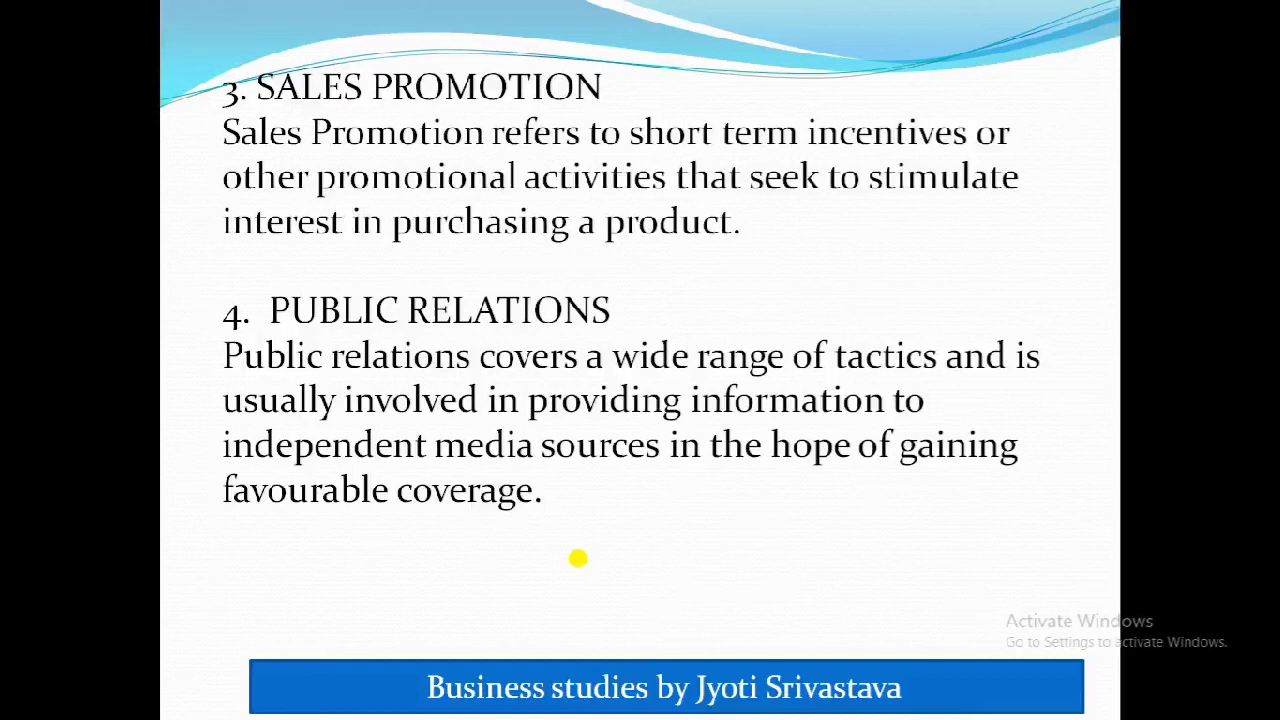 3. SALES PROMOTION
Sales Promotion refers to short term incentives or
other promotional activities that seek to stimulate
interest in purchasing a product.
4. PUBLIC RELATIONS
Public relations covers a wide range of tactics and is
usually involved in providing information to
independent media sources in the hope of gaining
favourable coverage.
Activate Windows
Go to Settings to activate Windows.
Business studies by Jyoti Srivastava